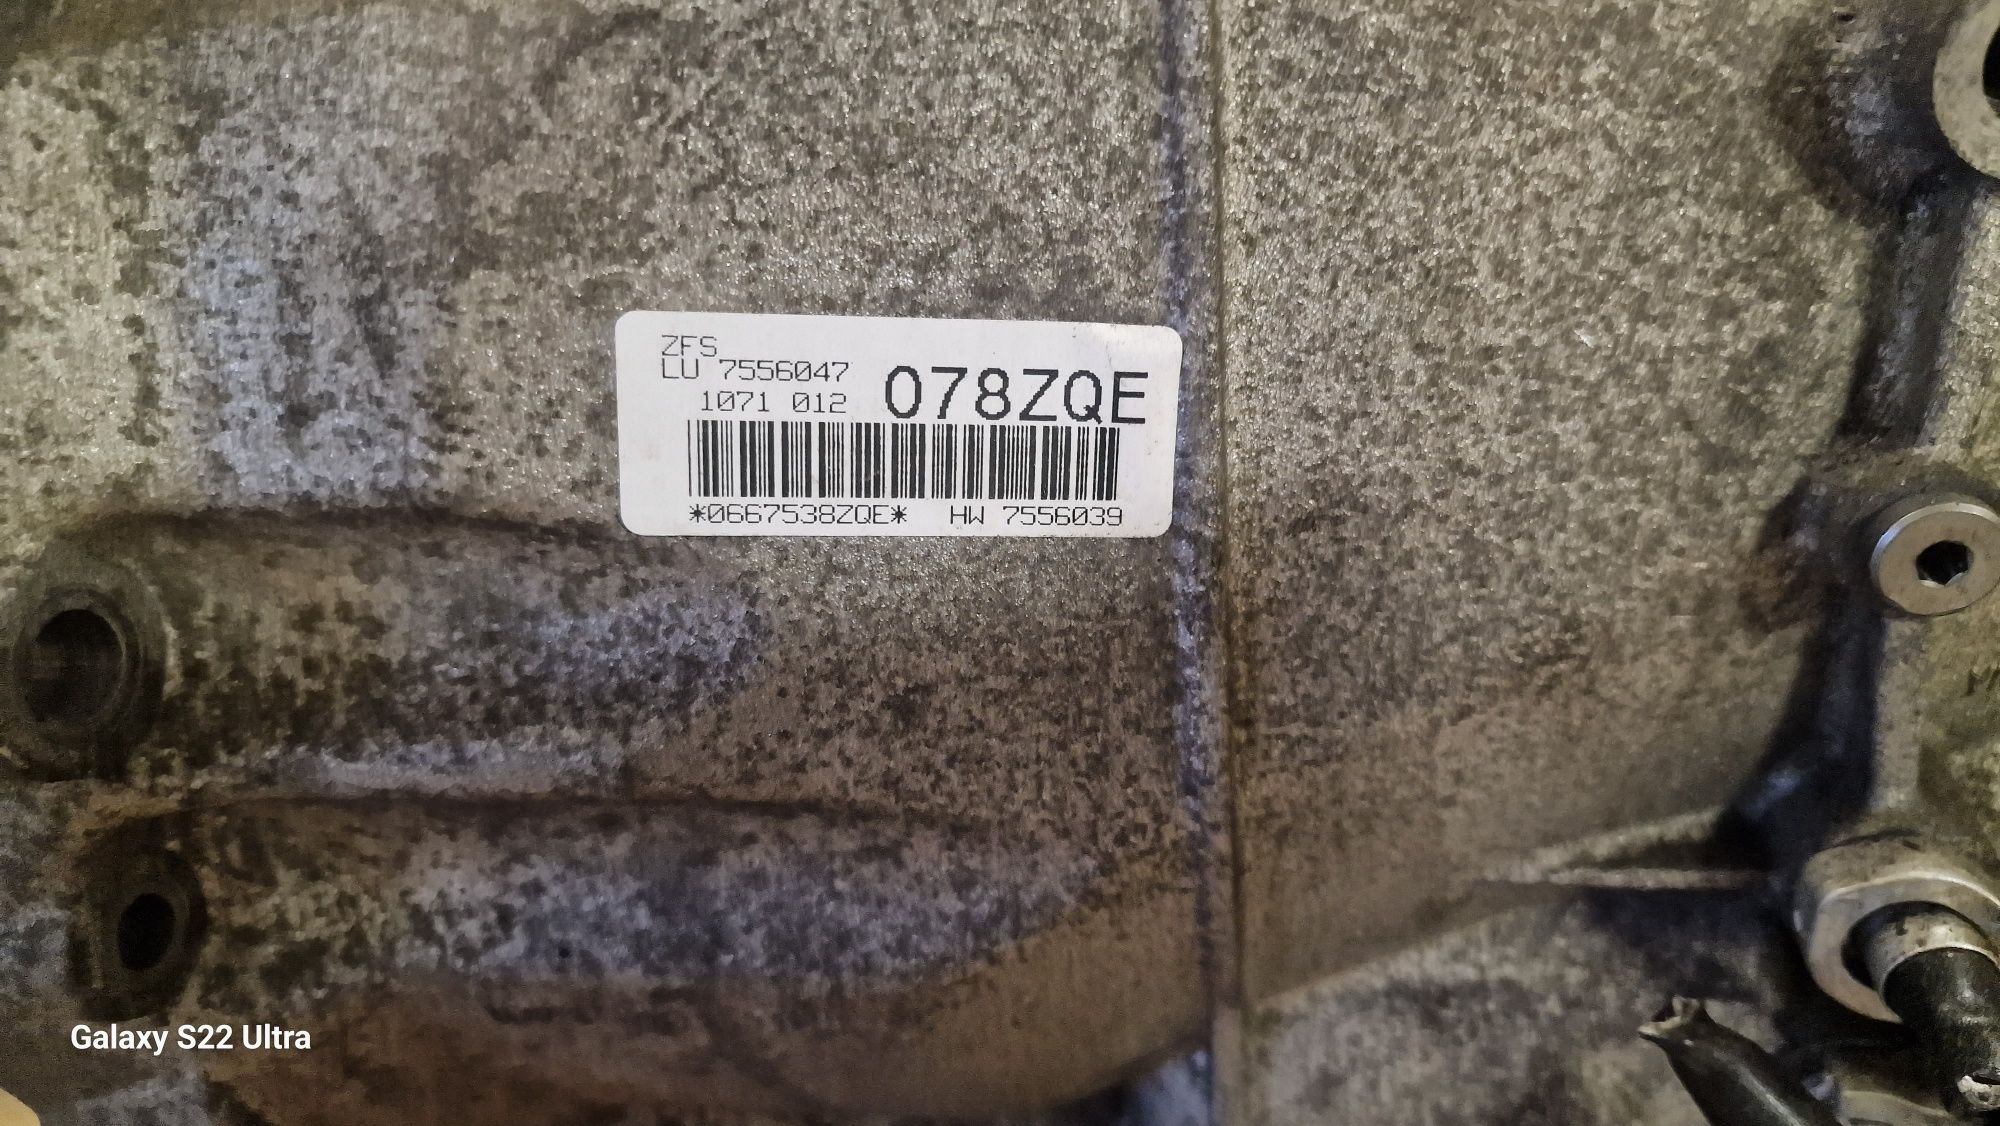 ZFS
LU 7556047
1071 012 078ZQE
*0667538ZQE* HW 7556039
Galaxy S22 Ultra